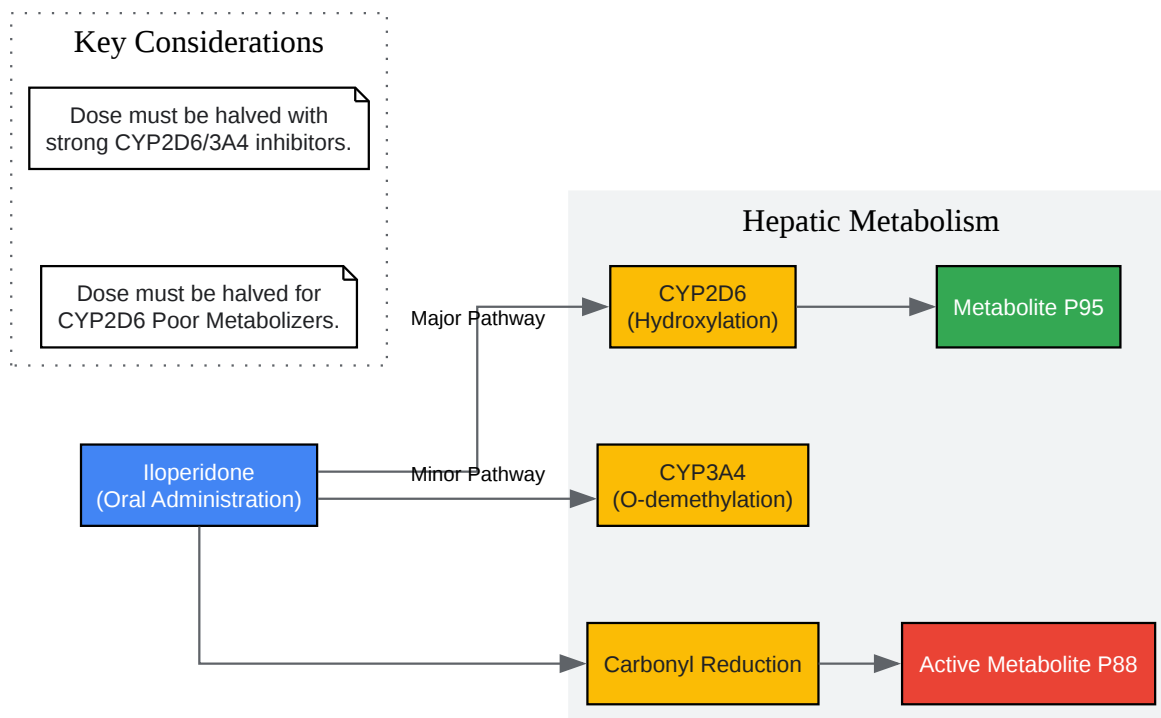 Key Considerations
Dose must be halved with
strong CYP2D6/3A4 inhibitors.
Dose must be halved for
CYP2D6 Poor Metabolizers.
Hepatic Metabolism
Major Pathway
CYP2D6
(Hydroxylation)
Metabolite P95
Iloperidone
(Oral Administration)
Minor Pathway
CYP3A4
(O-demethylation)
Carbonyl Reduction
Active Metabolite P88